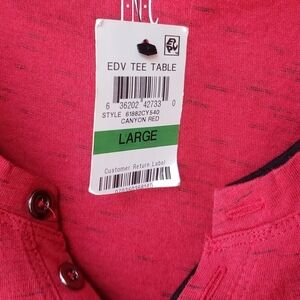 EDV TEE TABLE
6 36202 42733 0
STYLE 61882CY540
CANYON RED
LARGE
Customer Return Label